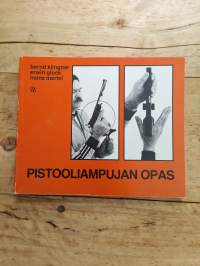 bernd klingner
erwin glock
heinz mertel
PISTOOLIAMPUJAN OPAS